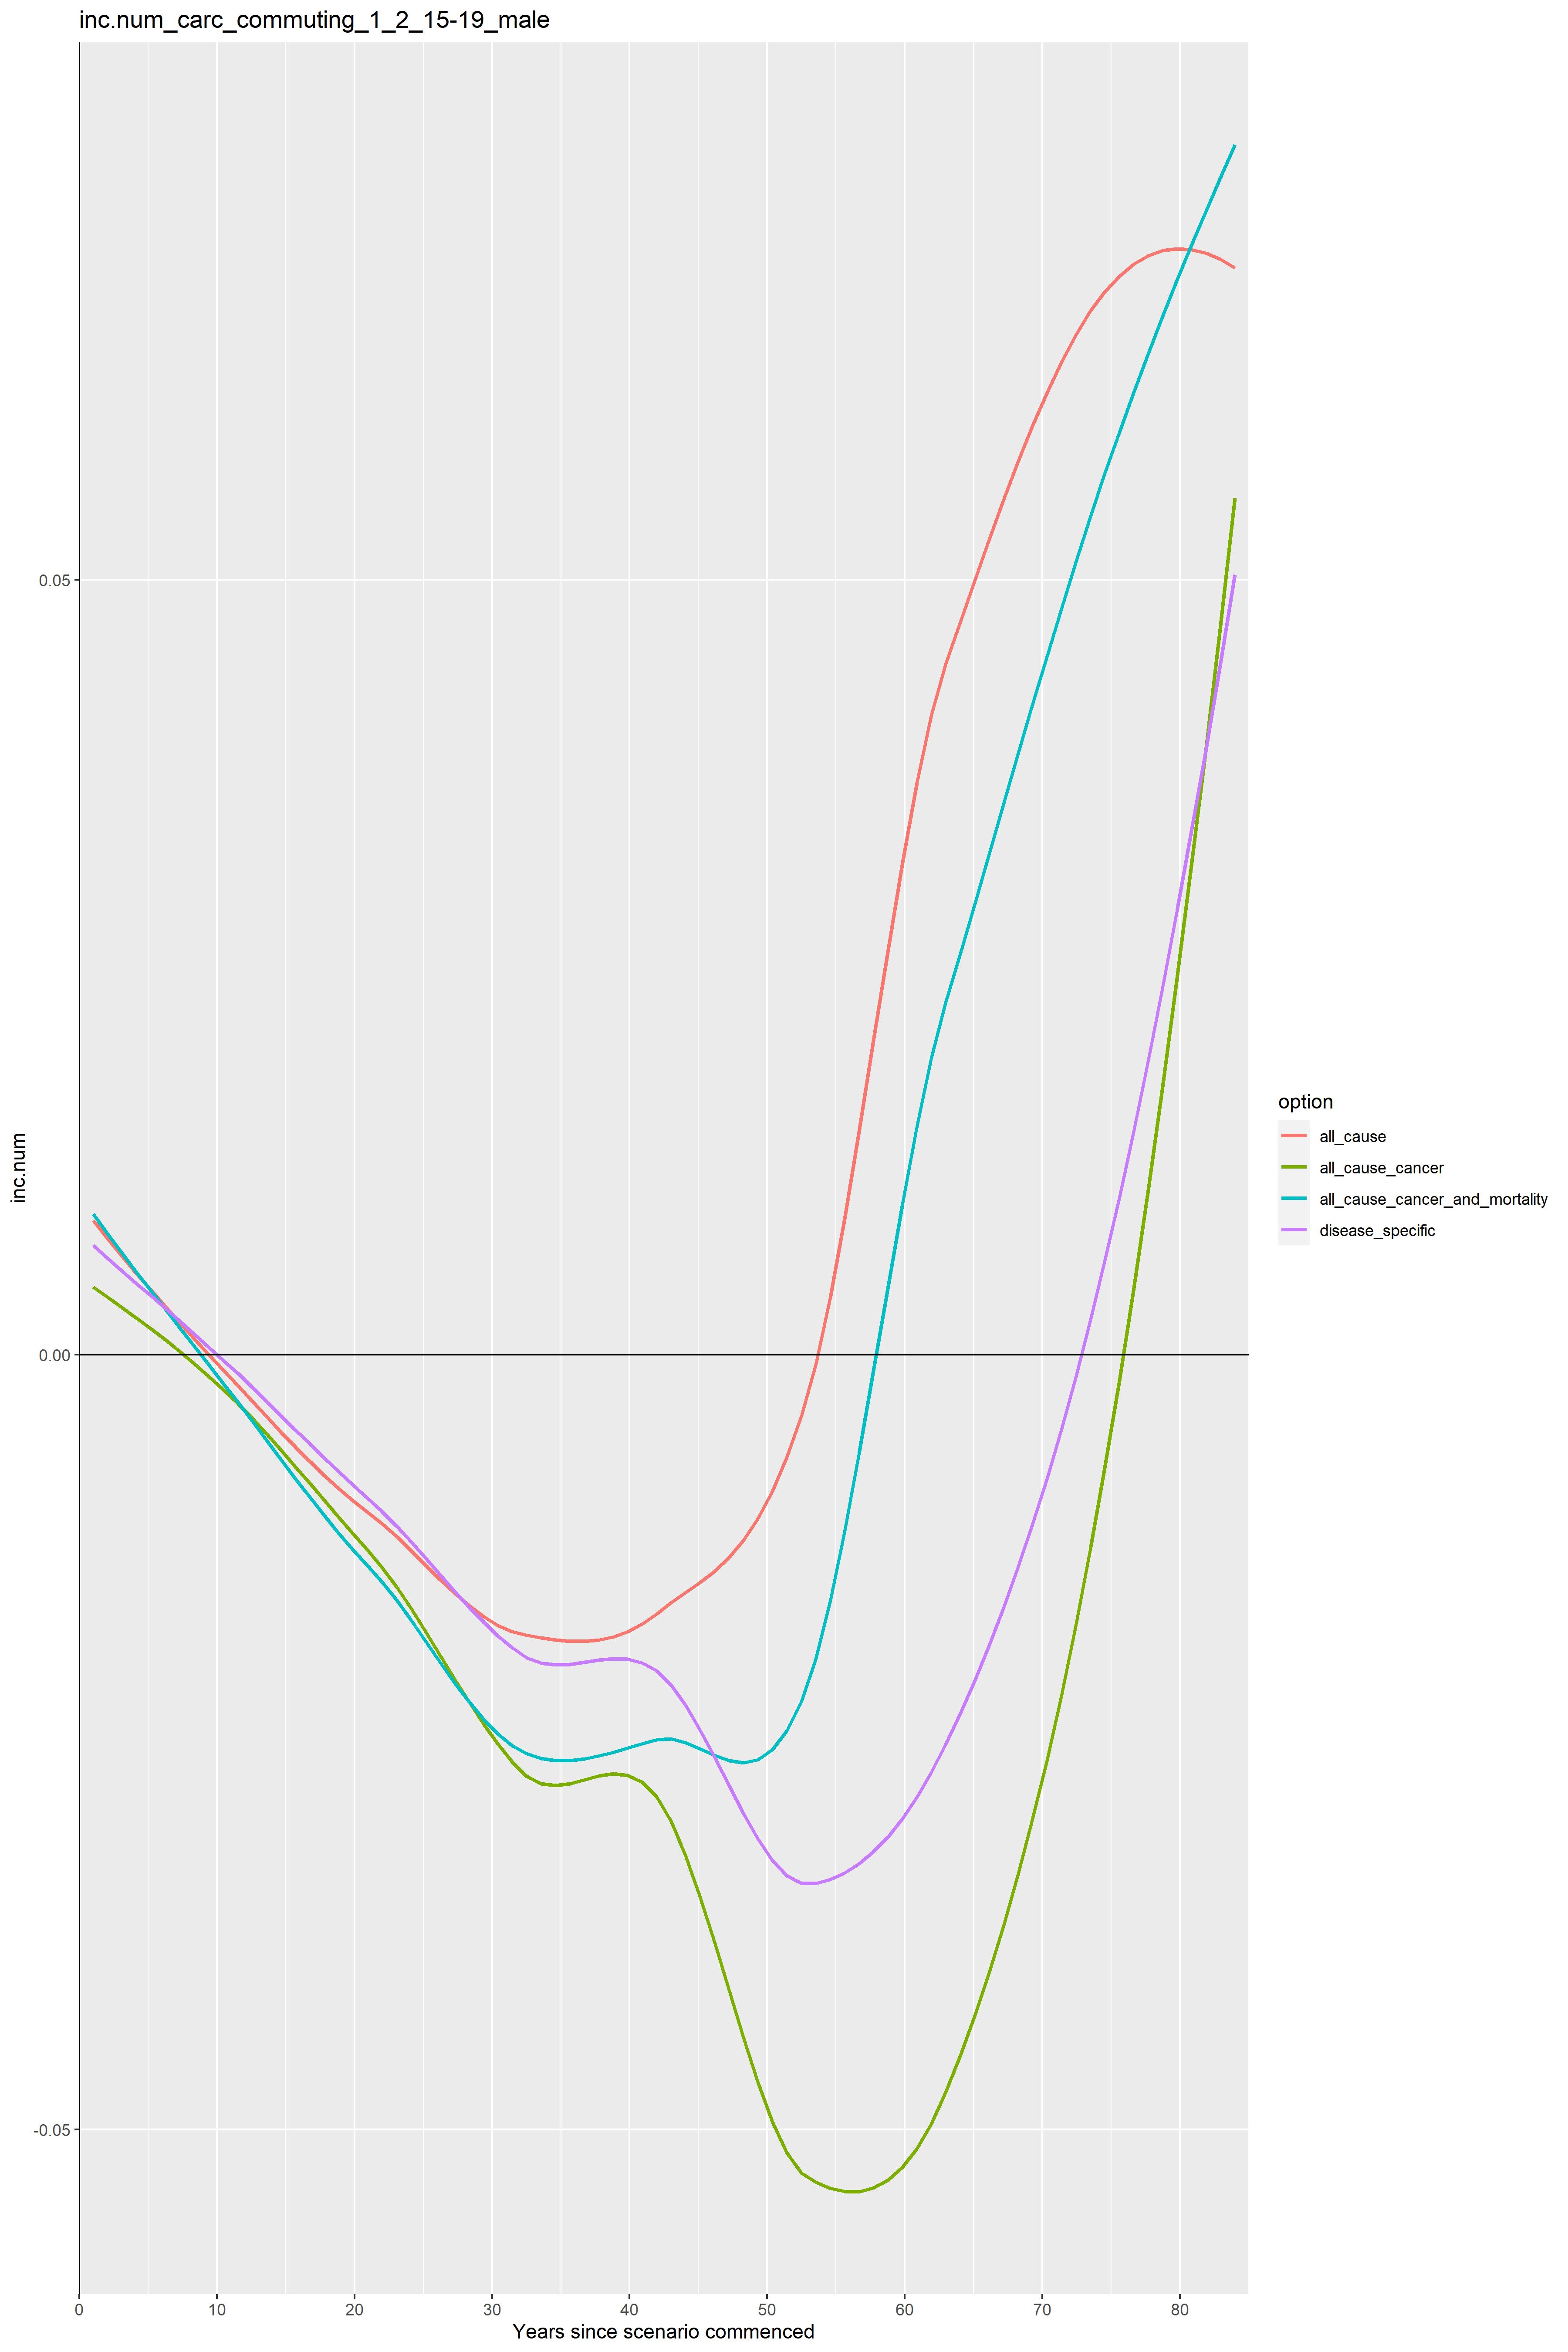 inc.num_carc_commuting_1_2_15-19_male
inc.num
0.05
0.00
-0.05
0
10
20
30
40
50
60
70
80
Years since scenario commenced
option
all_cause
all_cause_cancer
all_cause_cancer_and_mortality
disease_specific